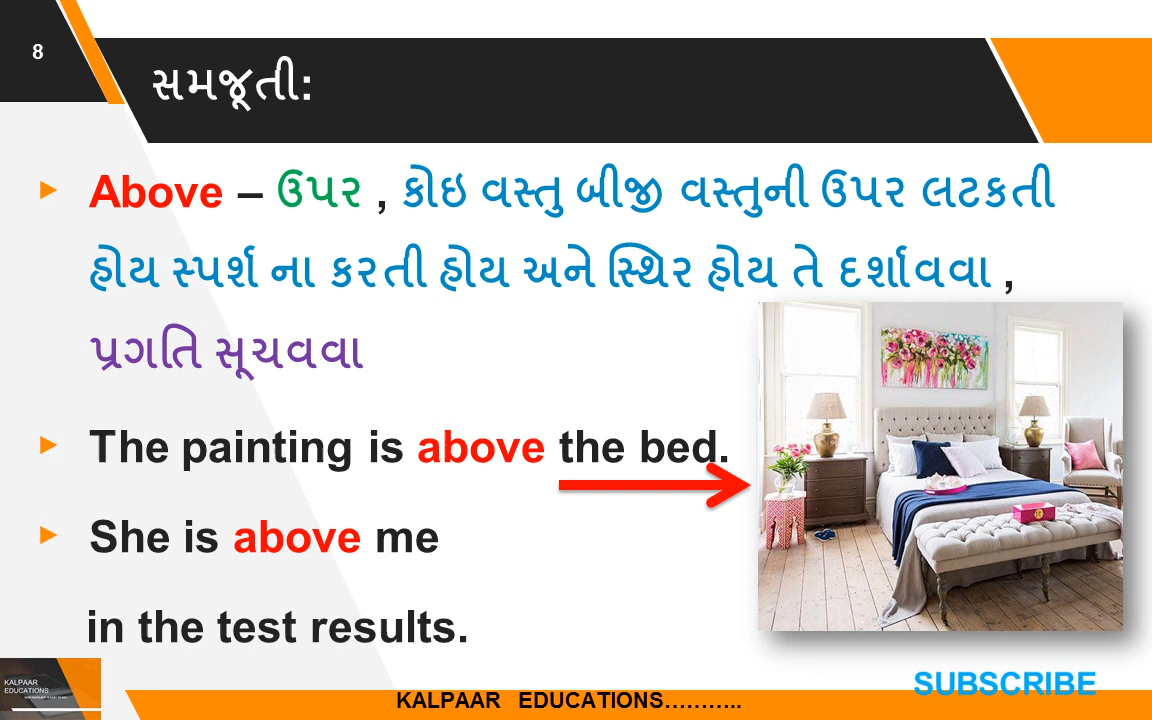 8
સમજૂતી:
Above – ઉપર , કોઇ વસ્તુ બીજી વસ્તુની ઉપર લટકતી
હોય સ્પર્શ ના કરતી હોય અને સ્થિર હોય તે દર્શાવવા ,
પ્રગતિ સૂચવવા
The painting is above the bed.
She is above me
in the test results.
KALPAAR
EDUCATIONS
KALPAAR EDUCATIONS………..
SUBSCRIBE